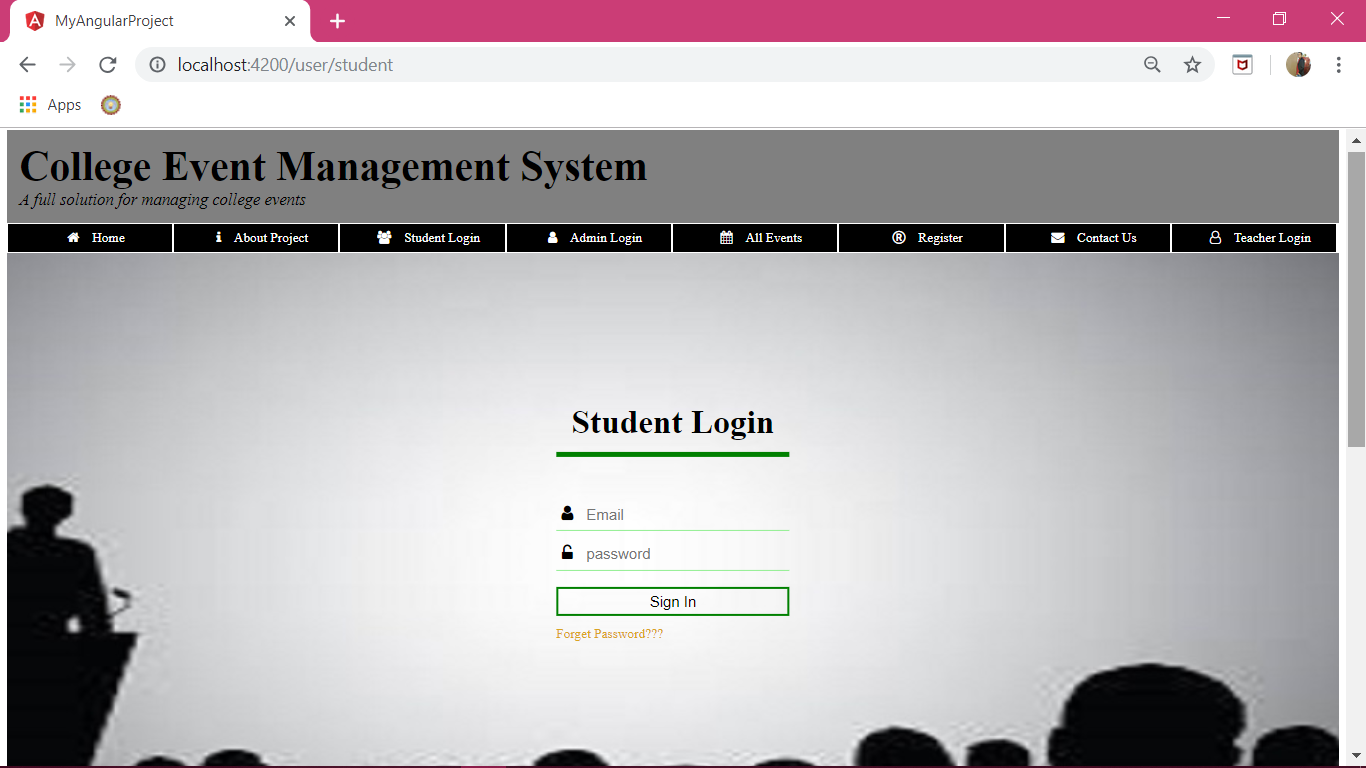 MyAngularProject
localhost:4200/user/student
Apps
College Event Management System
A full solution for managing college events
Home About Project Student Login Admin Login All Events ® Register Contact Us Teacher Login
Student Login
Email
password
Sign In
Forget Password???